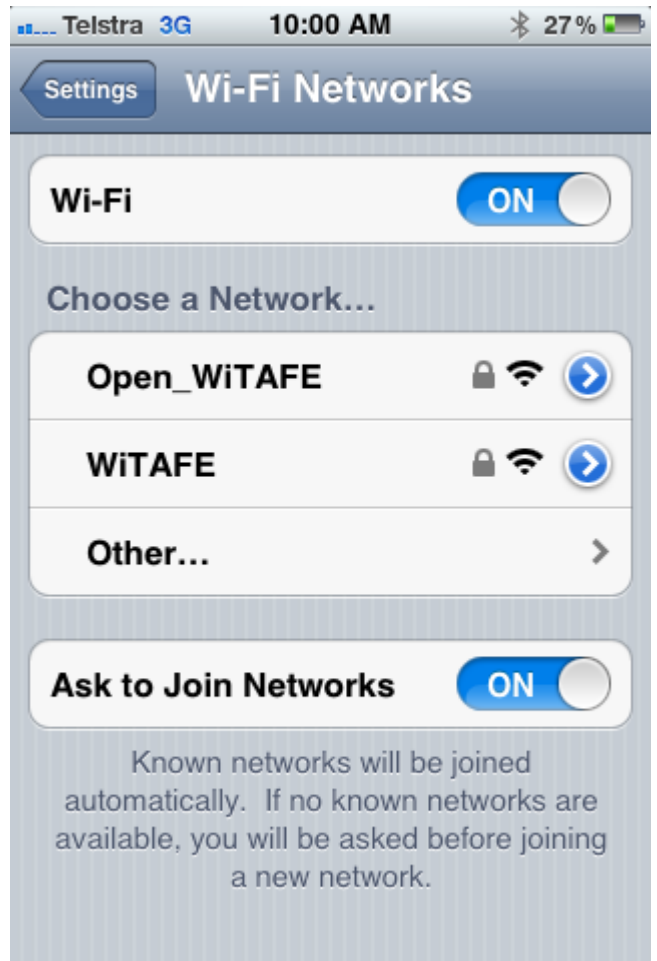 Telstra 3G 10:00 AM 27%
Settings Wi-Fi Networks
Wi-Fi ON
Choose a Network...
Open_WiTAFE
WiTAFE
Other...
Ask to Join Networks ON
Known networks will be joined
automatically. If no known networks are
available, you will be asked before joining
a new network.